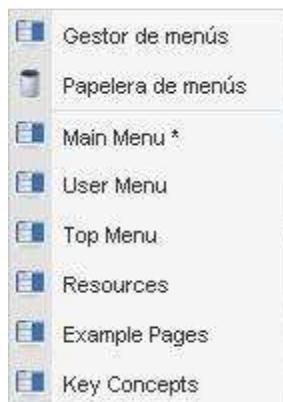 Gestor de menús
Papelera de menús
Main Menu *
User Menu
Top Menu
Resources
Example Pages
Key Concepts